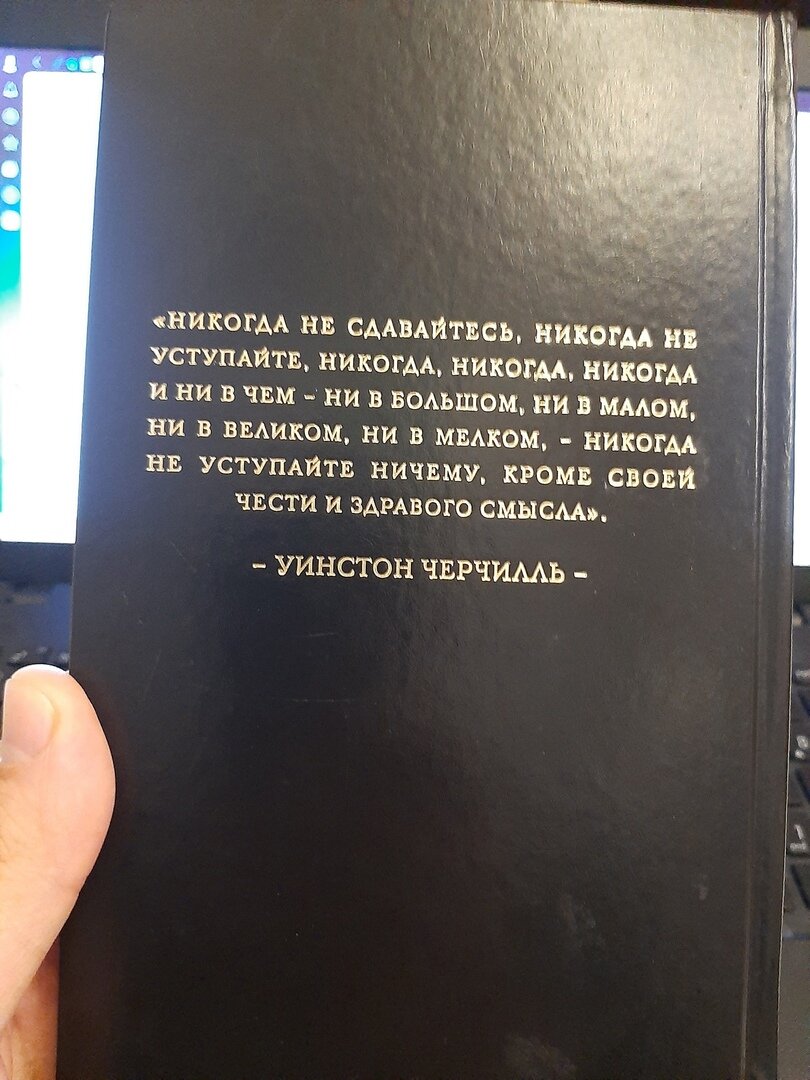 «НИКОГДА НЕ СДАВАЙТЕСЬ, НИКОГДА НЕ
УСТУПАЙТЕ, НИКОГДА, НИКОГДА, НИКОГДА
И НИ В ЧЕМ – НИ В БОЛЬШОМ, НИ В МАЛОМ,
НИ В ВЕЛИКОМ, НИ В МЕЛКОМ, – НИКОГДА
НЕ УСТУПАЙТЕ НИЧЕМУ, КРОМЕ СВОЕЙ
ЧЕСТИ И ЗДРАВОГО СМЫСЛА».
– УИНСТОН ЧЕРЧИЛЛЬ –